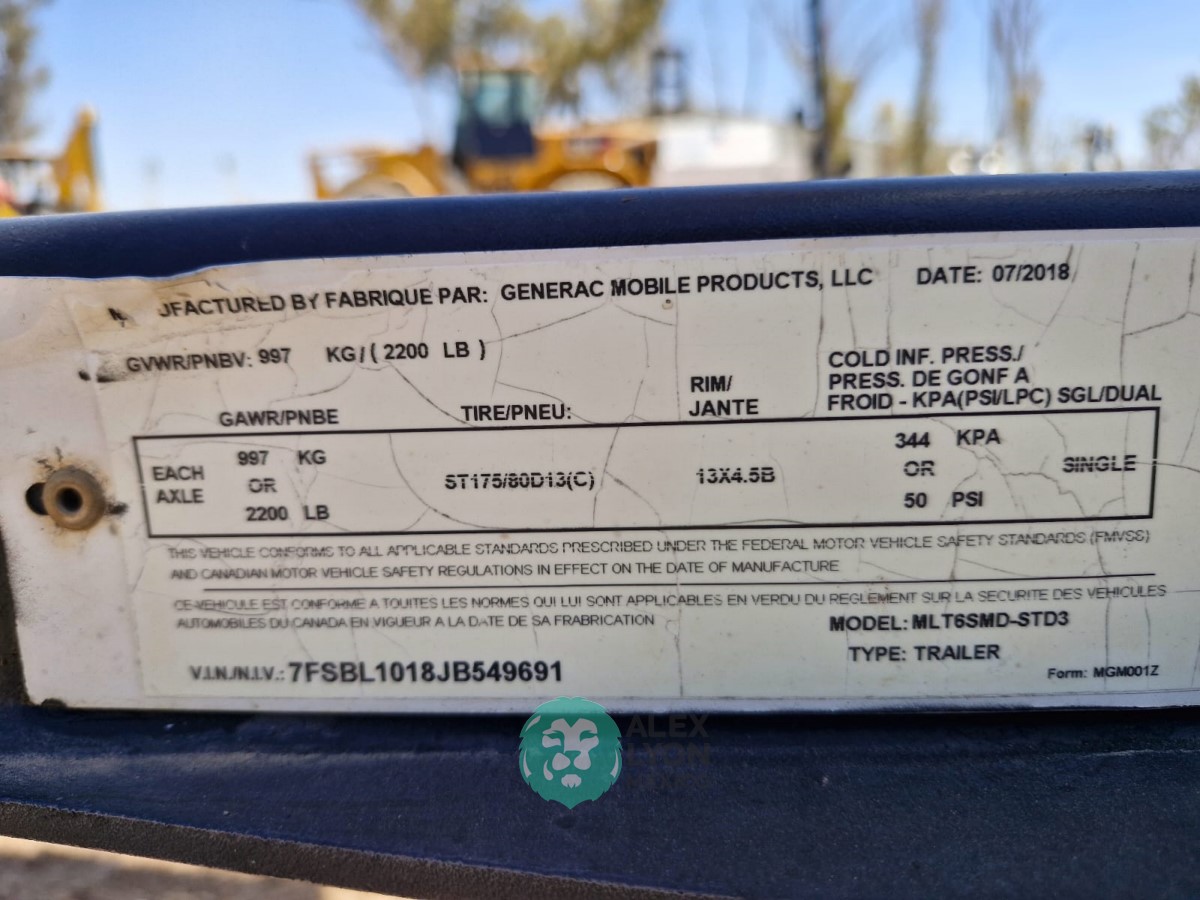 UFACTURED BY FABRIQUE PAR: GENERAC MOBILE PRODUCTS, LLC DATE: 07/2018
GVWR/PNBV: 997 KG / ( 2200 LB )
GAWR/PNBE TIRE/PNEU: RIM/ JANTE COLD INF. PRESS./ PRESS. DE GONF A FROID - KPA(PSI/LPC) SGL/DUAL
EACH AXLE 997 KG OR 2200 LB ST175/80D13(C) 13X4.5B 344 KPA OR 50 PSI SINGLE
THIS VEHICLE CONFORMS TO ALL APPLICABLE STANDARDS PRESCRIBED UNDER THE FEDERAL MOTOR VEHICLE SAFETY STANDARDS (FMVSS)
AND CANADIAN MOTOR VEHICLE SAFETY REGULATIONS IN EFFECT ON THE DATE OF MANUFACTURE
CE-VEHICULE EST CONFORME A TOUITES LES NORMES QUI LUI SONT APPLICABLES EN VERDU DU REGLEMENT SUR LA SECURITE DES VEHICULES
AUTOMOBILES DU CANADA EN VIGUEUR A LA DATE DE SA FRABRICATION
MODEL: MLT6SMD-STD3
TYPE: TRAILER
V.I.N./N.I.V.: 7FSBL1018JB549691
Form: MGM001Z
ALEX
LYON